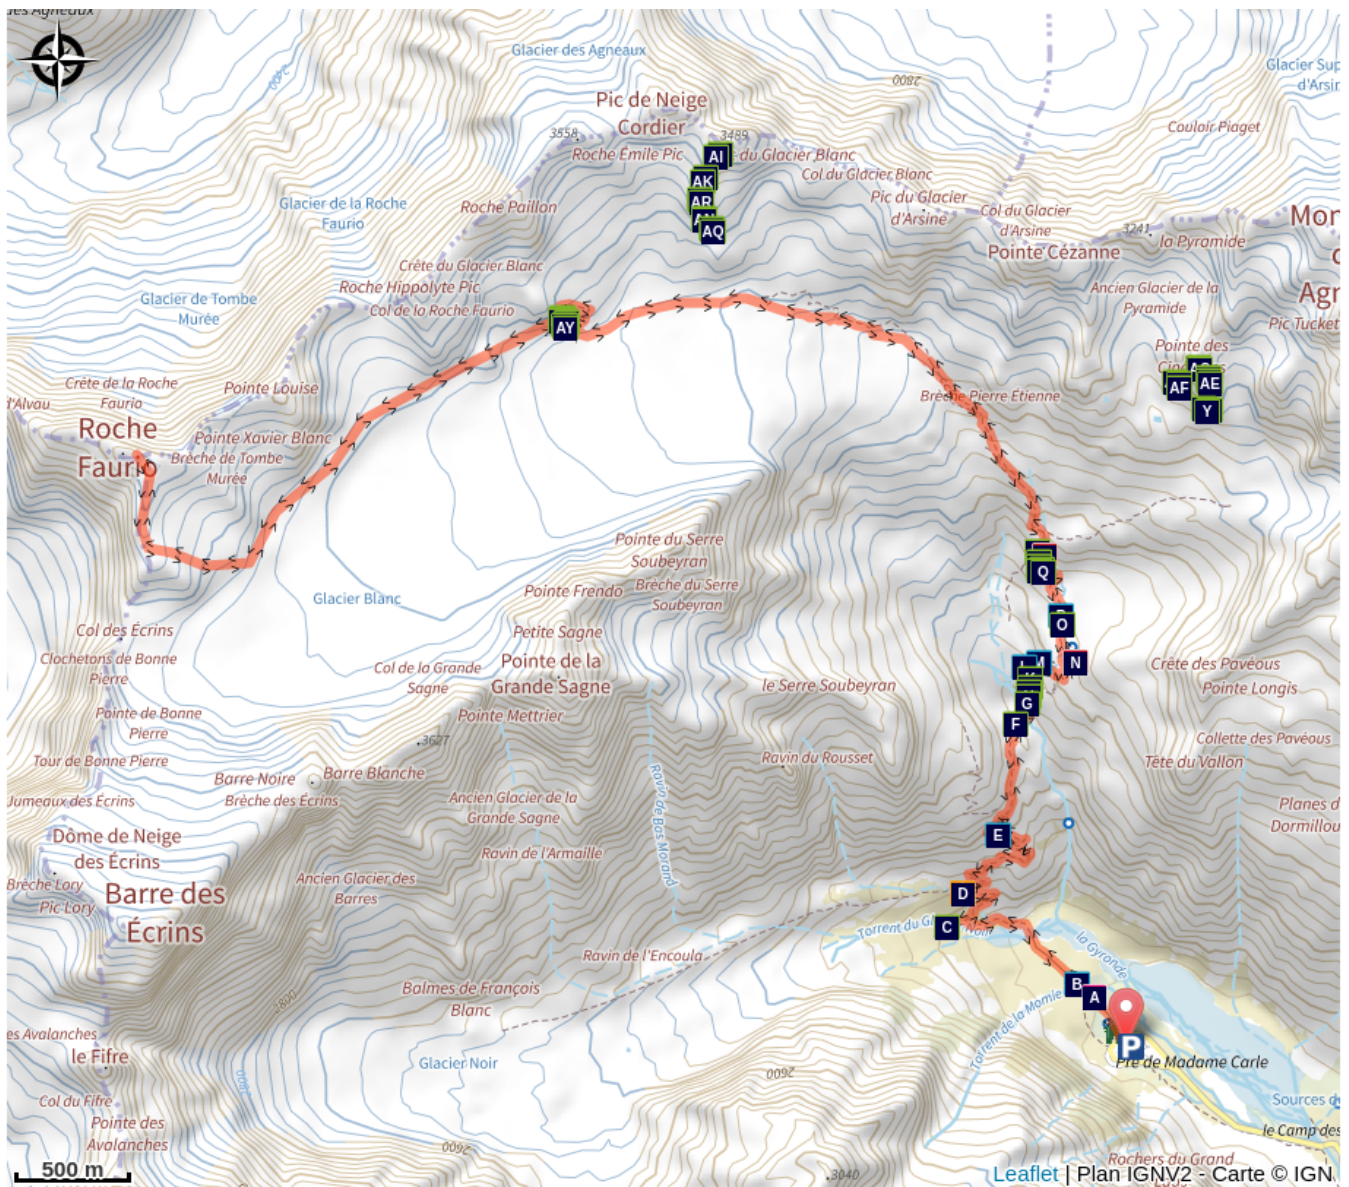 Glacier des Agneaux
2400
2800
Glacier Sup
d'Arsin
Pic de Neige
Cordier
3558
3489
Couloir Piaget
Roche Émile Pic
AI
du Glacier Blanc
Col du Glacier Blanc
AK
Pic du Glacier
d'Arsine
Glacier de la Roche
Faurio
Roche Paillon
AR
Col du Glacier
d'Arsine
AQ
3241
la Pyramide
Pointe Cézanne
Crête du Glacier Blanc
Roche Hippolyte Pic
Col de la Roche Faurio
Ancien Glacier de la
Pyramide
Agr
Glacier de Tombe
Murée
AY
Pic Tucket
Pointe des
AF
AE
Y
Crête de la Roche
Faurio
Pointe Louise
Brèche Pierre Étienne
d'Alvau
Roche
Faurio
Pointe Xavier Blanc
Brèche de Tombe
Murée
Pointe du Serre
Soubeyran
Q
Pointe Frendo
Brèche du Serre
Soubeyran
Glacier Blanc
O
Col des Écrins
Petite Sagne
Clochetons de Bonne
Pierre
Col de la Grande
Sagne
Pointe de la
Grande Sagne
N
Crête des Pavéous
Pointe Longis
le Serre Soubeyran
G
F
Pointe de Bonne
Pierre
Pointe Mettrier
3627
Collette des Pavéous
Tour de Bonne Pierre
Ravin du Rousset
Tête du Vallon
Barre Noire
Barre Blanche
Brèche des Écrins
Jumeaux des Écrins
Ancien Glacier de la
Grande Sagne
Ravin de Bas Morand
Planes d
Dormillou
Dôme de Neige
des Écrins
E
Ravin de l'Armaille
Brèche Lory
Pic Lory
Barre des
Écrins
Ancien Glacier des
Barres
D
C
Torrent du
la Gyronde
Ravin de l'Encoula
B
A
Balmes de François
Blanc
2800
Torrent de la Momie
es Avalanches
le Fifre
P
Pré de Madame Carle
Glacier Noir
2600
Col du Fifre
Sources d
Pointe des
Avalanches
le Camp des
2600
Rochers du Grand
500 m
3040
Leaflet | Plan IGNV2 - Carte © IGN